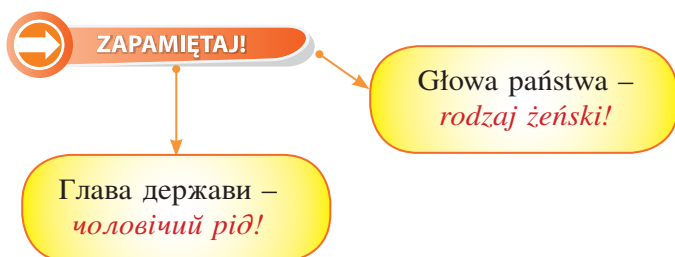 ZAPAMIĘTAJ!
Głowa państwa –
rodzaj żeński!
Глава держави –
чоловічий рід!